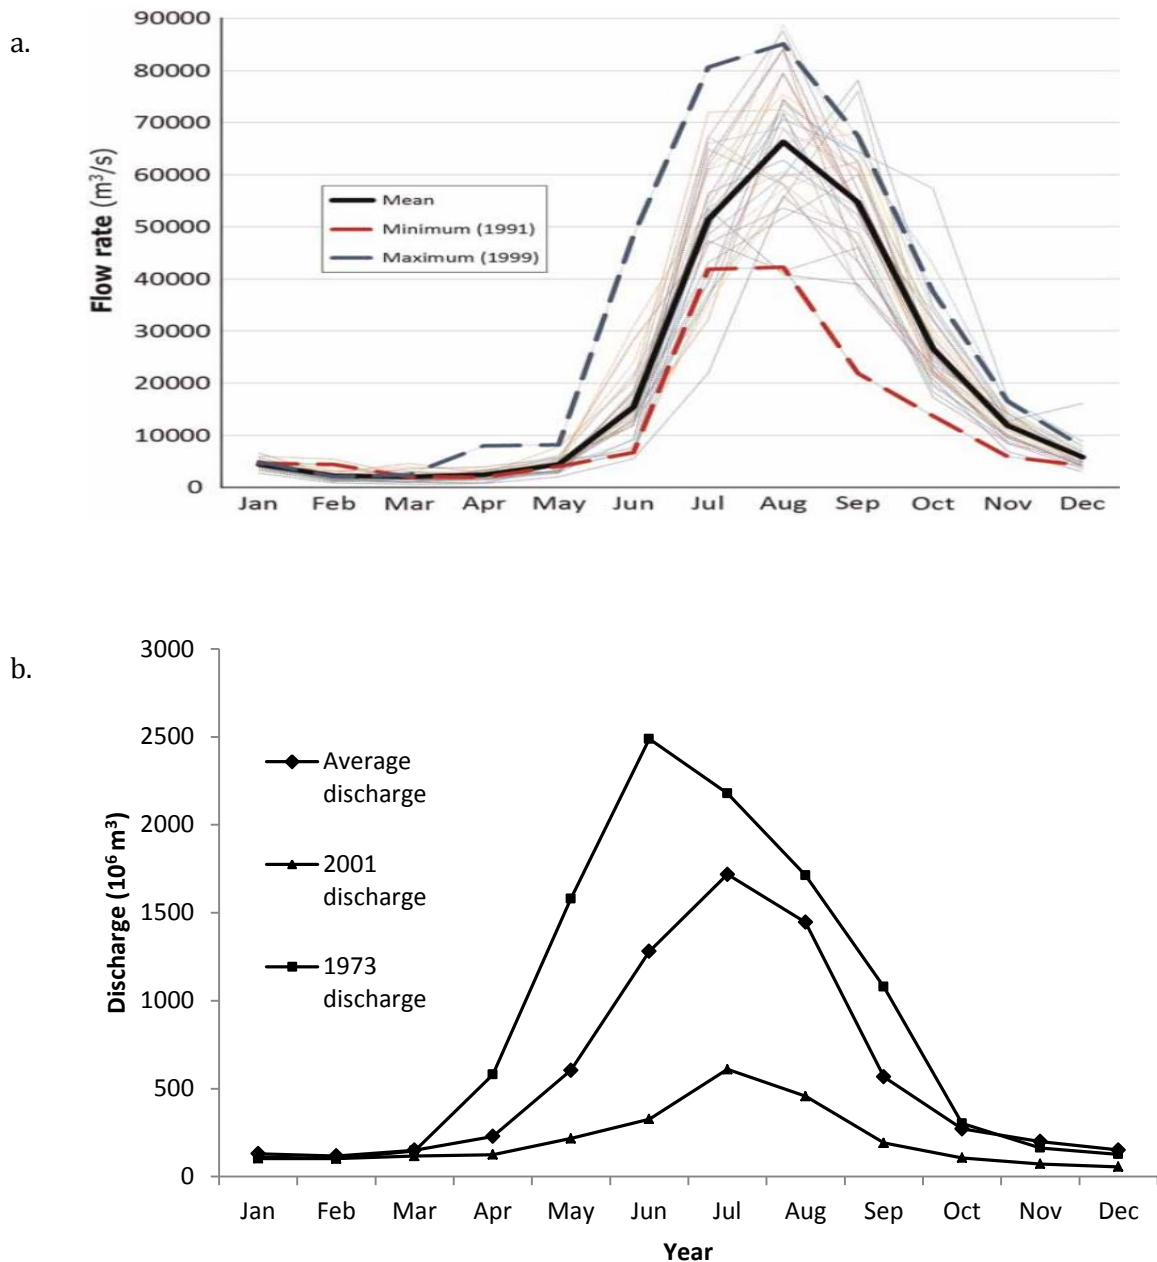 a.
90000
80000
70000
60000
50000
40000
30000
20000
10000
0
Flow rate (m³/s)
Mean
Minimum (1991)
Maximum (1999)
Jan Feb Mar Apr May Jun Jul Aug Sep Oct Nov Dec
b.
3000
2500
2000
1500
1000
500
0
Discharge (10⁶ m³)
Average
discharge
2001
discharge
1973
discharge
Jan Feb Mar Apr May Jun Jul Aug Sep Oct Nov Dec
Year